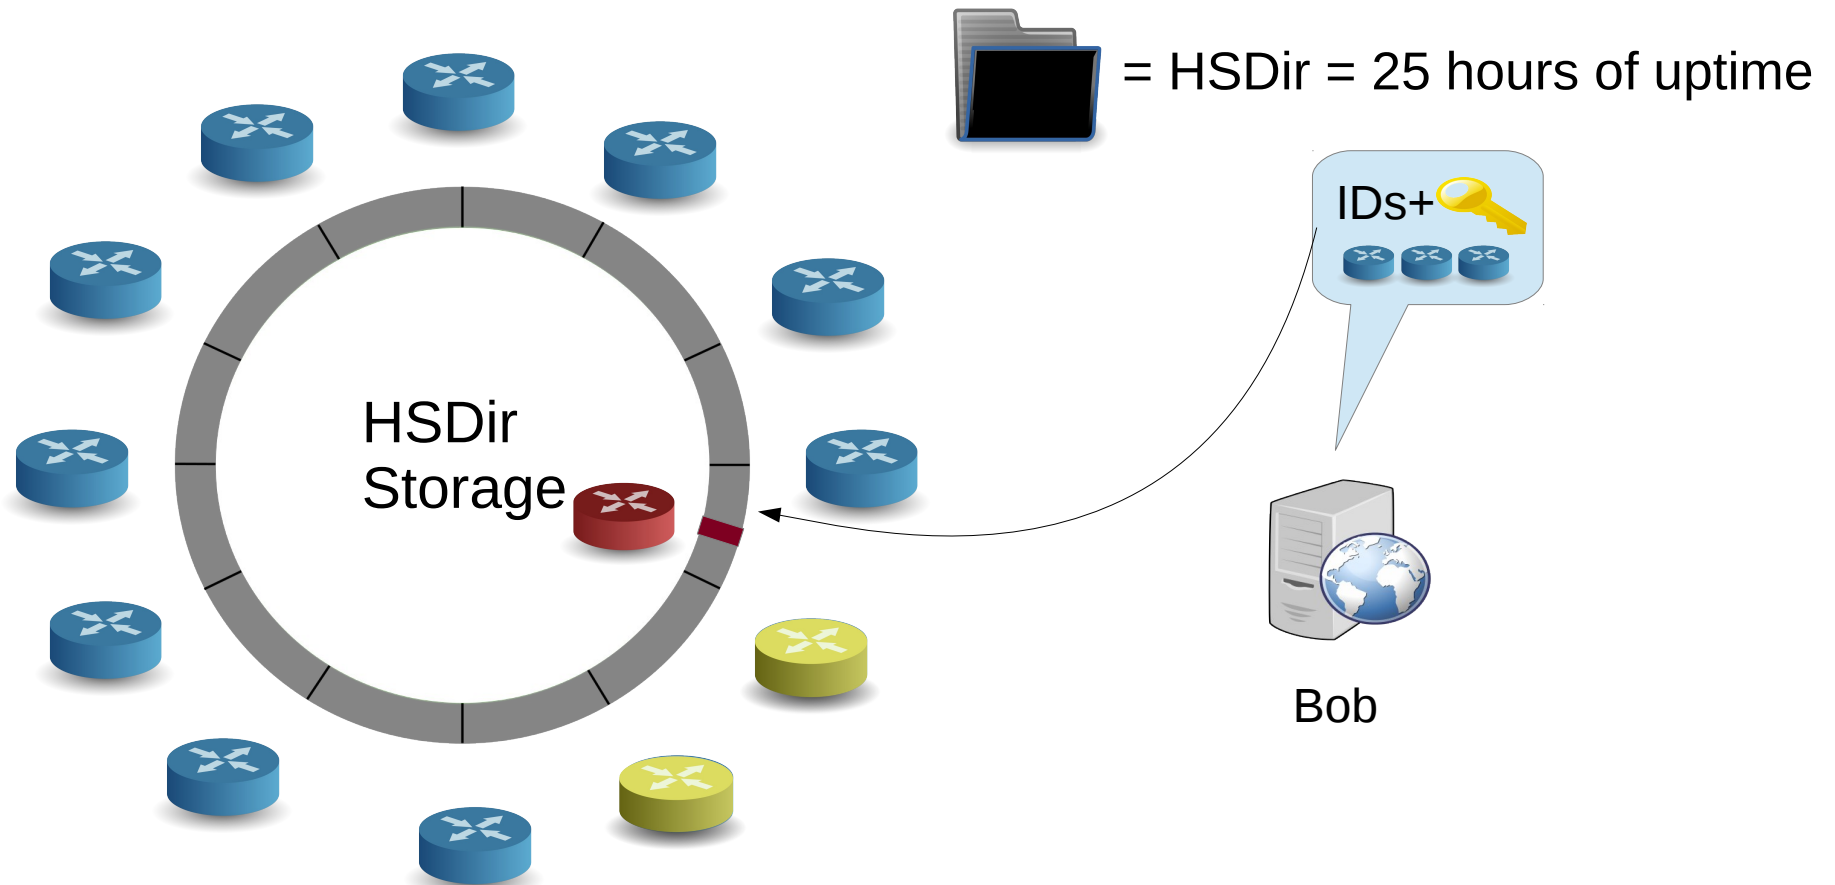 = HSDir = 25 hours of uptime
IDs+
HSDir
Storage
Bob